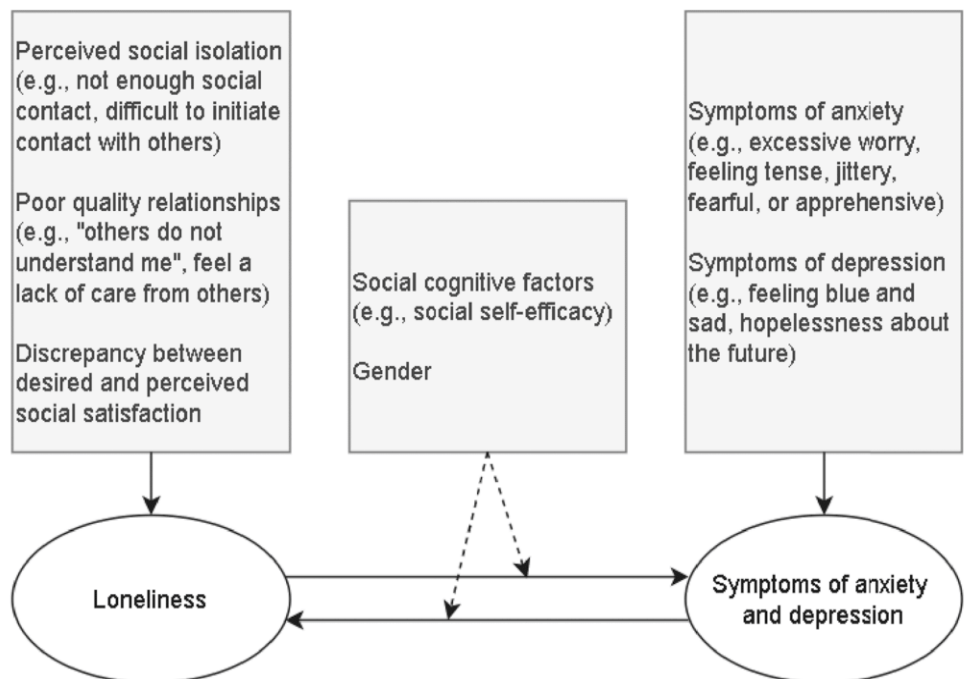 Perceived social isolation
(e.g., not enough social
contact, difficult to initiate
contact with others)
Poor quality relationships
(e.g., "others do not
understand me", feel a
lack of care from others)
Discrepancy between
desired and perceived
social satisfaction
Social cognitive factors
(e.g., social self-efficacy)
Gender
Symptoms of anxiety
(e.g., excessive worry,
feeling tense, jittery,
fearful, or apprehensive)
Symptoms of depression
(e.g., feeling blue and
sad, hopelessness about
the future)
Loneliness
Symptoms of anxiety
and depression